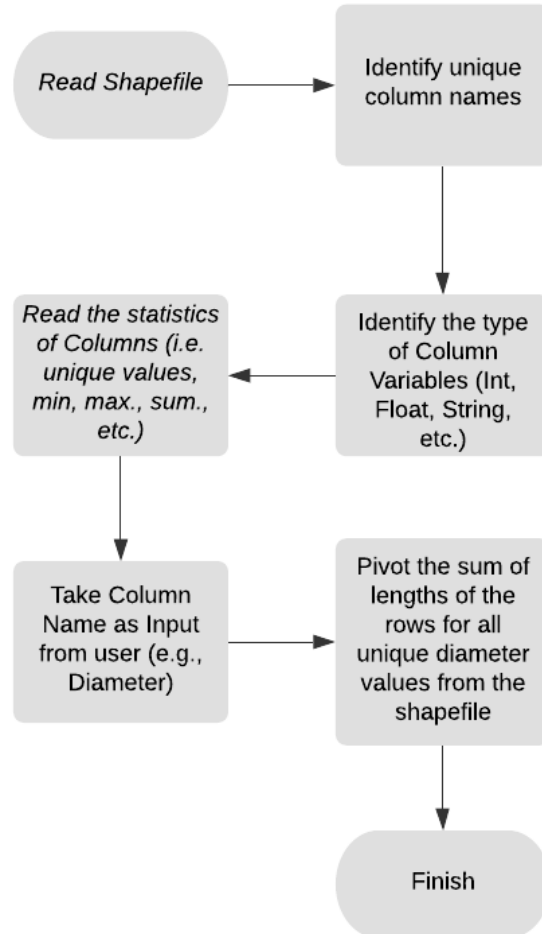 Read Shapefile
Identify unique
column names
Identify the type
of Column
Variables (Int,
Float, String,
etc.)
Read the statistics
of Columns (i.e.
unique values,
min, max., sum.,
etc.)
Take Column
Name as Input
from user (e.g.,
Diameter)
Pivot the sum of
lengths of the
rows for all
unique diameter
values from the
shapefile
Finish